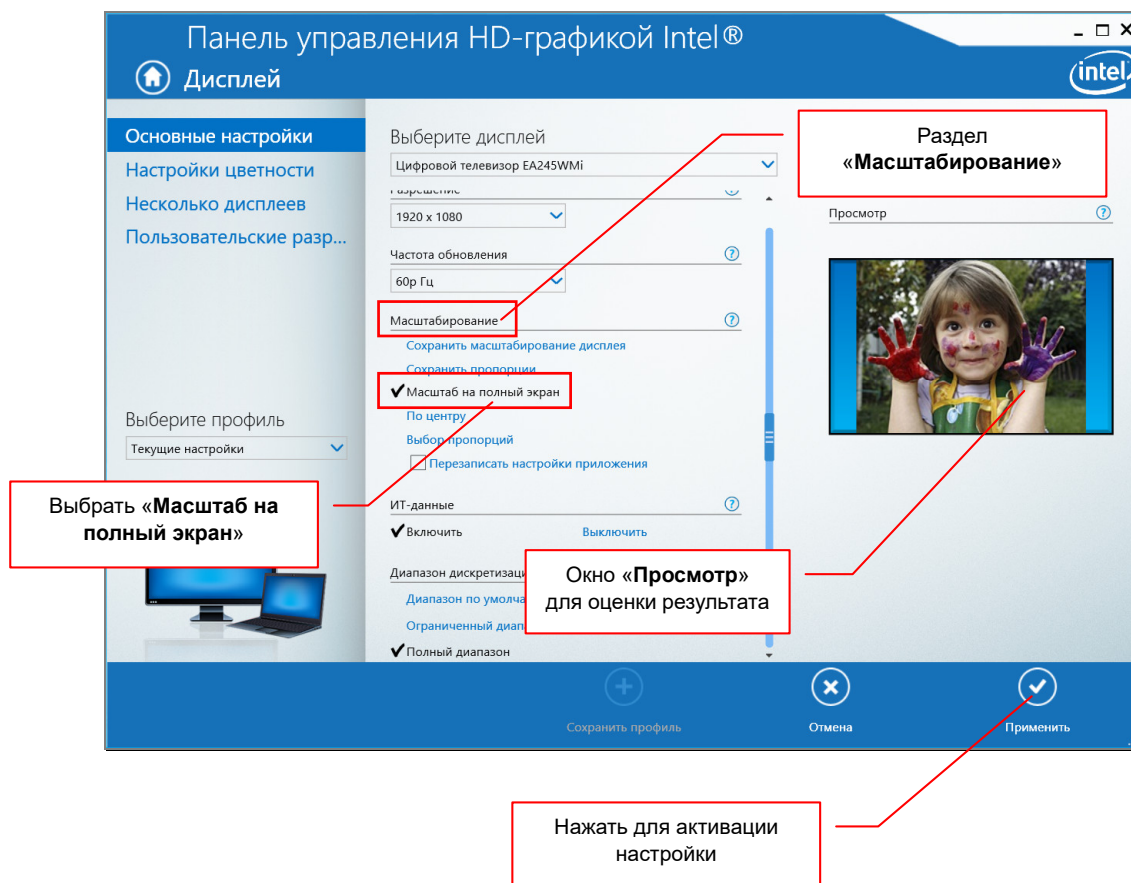 Панель управления HD-графикой Intel®
Дисплей
intel
Основные настройки
Настройки цветности
Несколько дисплеев
Пользовательские разр...
Выберите профиль
Текущие настройки
Выбрать «Масштаб на
полный экран»
Выберите дисплей
Цифровой телевизор EA245WMi
Разрешение
1920 x 1080
Частота обновления
60p Гц
Масштабирование
Сохранить масштабирование дисплея
Сохранить пропорции
Масштаб на полный экран
По центру
Выбор пропорций
Перезаписать настройки приложения
ИТ-данные
Включить Выключить
Диапазон дискретизаци
Диапазон по умолча
Ограниченный диап
Полный диапазон
Раздел
«Масштабирование»
Просмотр
Окно «Просмотр»
для оценки результата
Сохранить профиль Отмена Применить
Нажать для активации
настройки